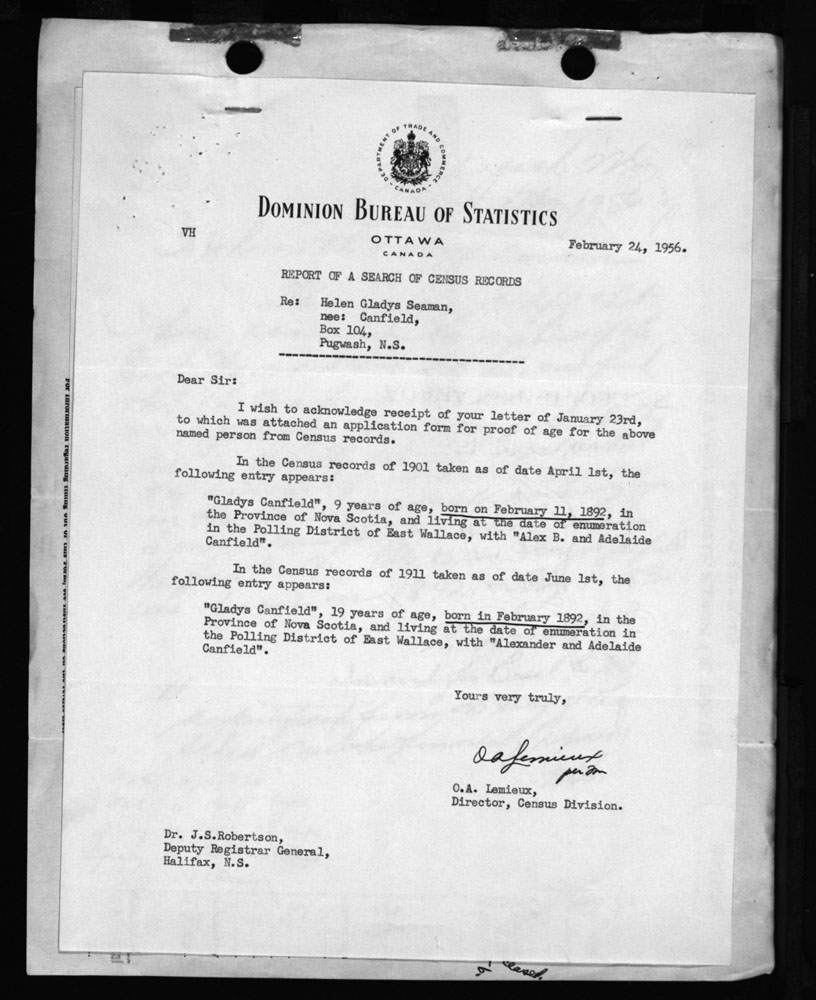 DEPARTMENT OF TRADE AND COMMERCE
CANADA
DOMINION BUREAU OF STATISTICS
OTTAWA
CANADA
VH
February 24, 1956.
REPORT OF A SEARCH OF CENSUS RECORDS
Re: Helen Gladys Seaman,
nee: Canfield,
Box 104,
Pugwash, N.S.
Dear Sir:
I wish to acknowledge receipt of your letter of January 23rd,
to which was attached an application form for proof of age for the above
named person from Census records.
In the Census records of 1901 taken as of date April 1st, the
following entry appears:
"Gladys Canfield", 9 years of age, born on February 11, 1892, in
the Province of Nova Scotia, and living at the date of enumeration
in the Polling District of East Wallace, with "Alex B. and Adelaide
Canfield".
In the Census records of 1911 taken as of date June 1st, the
following entry appears:
"Gladys Canfield", 19 years of age, born in February 1892, in the
Province of Nova Scotia, and living at the date of enumeration in
the Polling District of East Wallace, with "Alexander and Adelaide
Canfield".
Yours very truly,
O A Lemieux
per
O.A. Lemieux,
Director, Census Division.
Dr. J.S.Robertson,
Deputy Registrar General,
Halifax, N.S.